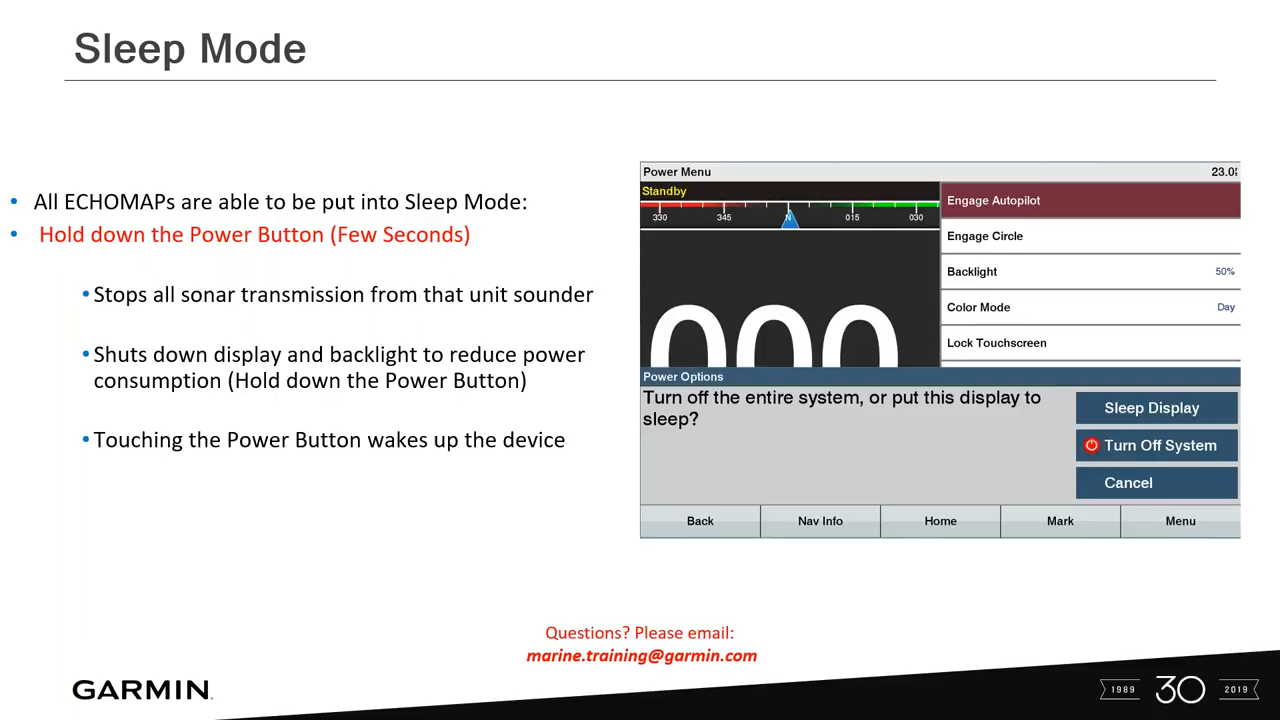 Sleep Mode
• All ECHOMAPs are able to be put into Sleep Mode:
• Hold down the Power Button (Few Seconds)
• Stops all sonar transmission from that unit sounder
• Shuts down display and backlight to reduce power
consumption (Hold down the Power Button)
• Touching the Power Button wakes up the device
Power Menu
Standby
330 345 N 015 030
000
Engage Autopilot
Engage Circle
Backlight 50%
Color Mode Day
Lock Touchscreen
Power Options
Turn off the entire system, or put this display to
sleep?
Sleep Display
Turn Off System
Cancel
Back Nav Info Home Mark Menu
Questions? Please email:
marine.training@garmin.com
GARMIN
1989 30 2019